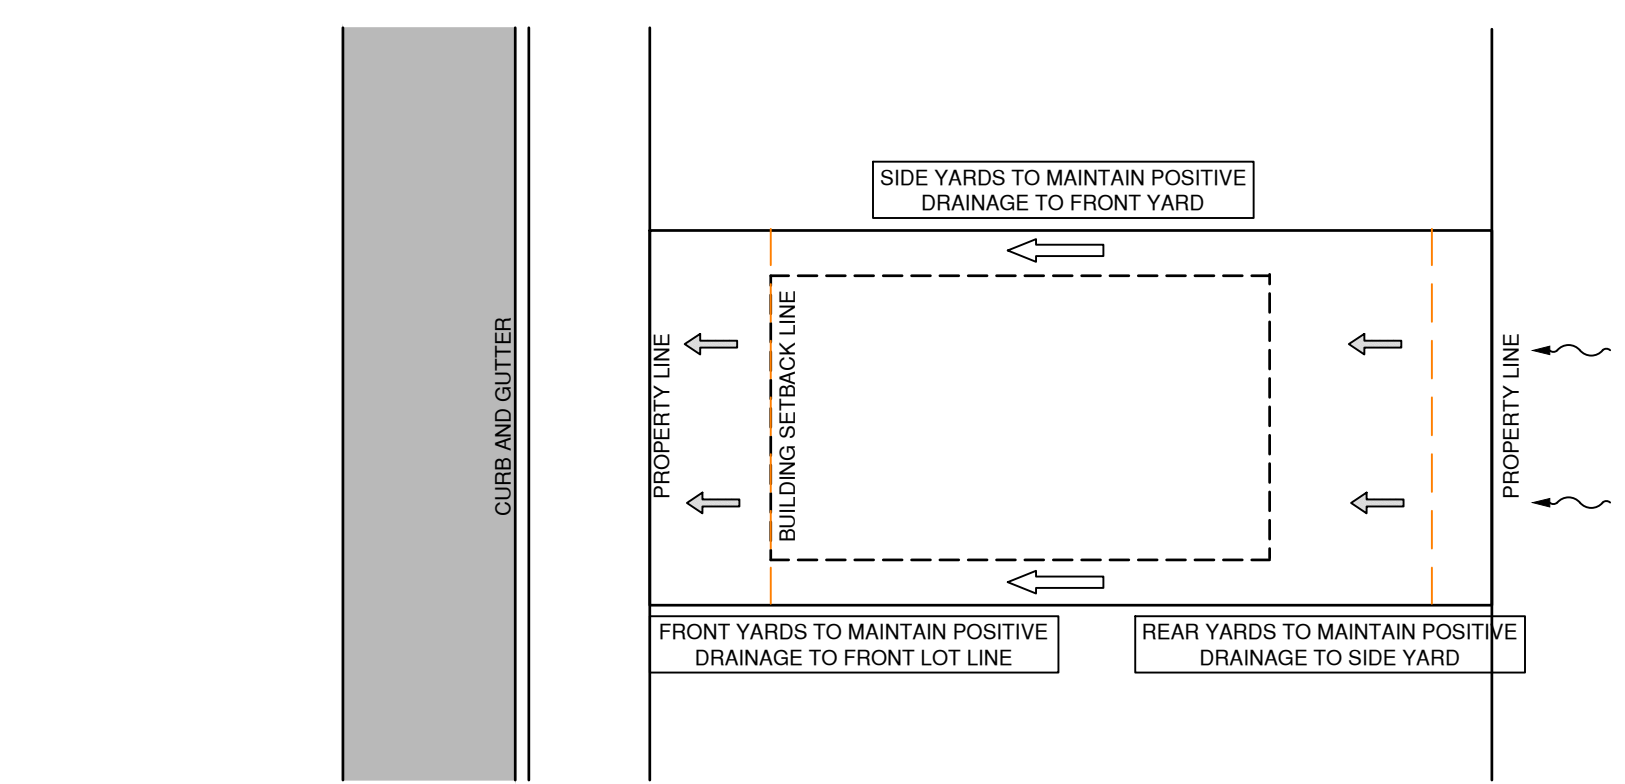 SIDE YARDS TO MAINTAIN POSITIVE
DRAINAGE TO FRONT YARD
CURB AND GUTTER
PROPERTY LINE
BUILDING SETBACK LINE
PROPERTY LINE
FRONT YARDS TO MAINTAIN POSITIVE
DRAINAGE TO FRONT LOT LINE
REAR YARDS TO MAINTAIN POSITIVE
DRAINAGE TO SIDE YARD